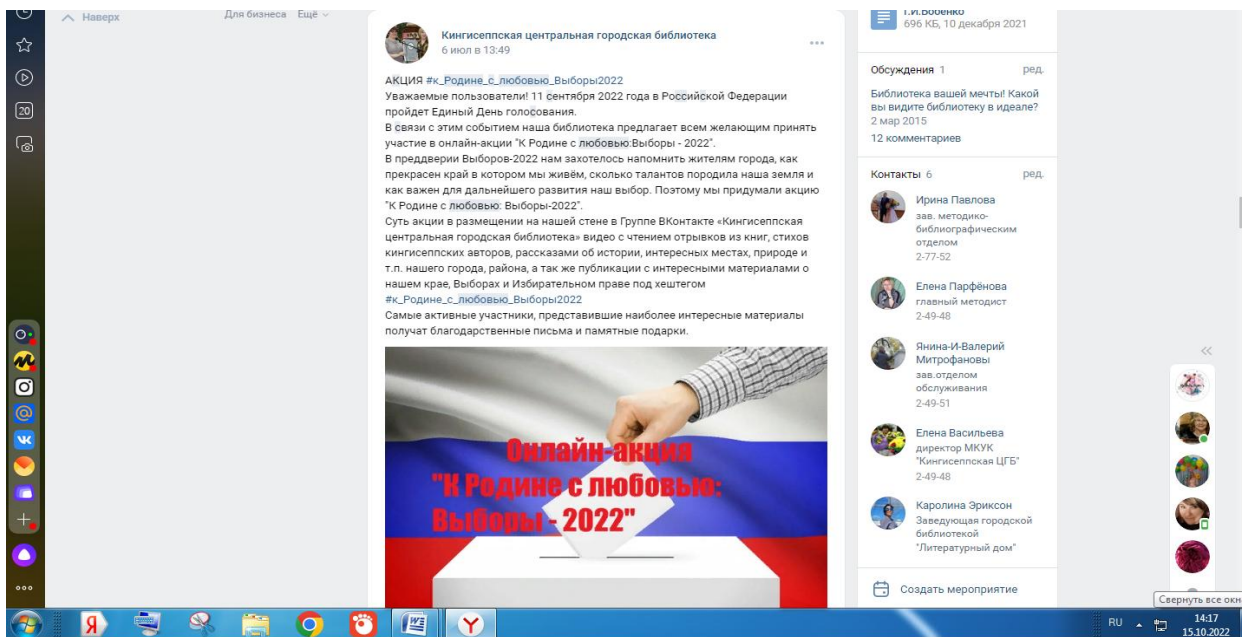 Наверх
Для бизнеса Ещё
Кингисеппская центральная городская библиотека
6 июл в 13:49
АКЦИЯ #к_Родине_с_любовью_Выборы2022
Уважаемые пользователи! 11 сентября 2022 года в Российской Федерации
пройдет Единый День голосования.
В связи с этим событием наша библиотека предлагает всем желающим принять
участие в онлайн-акции "К Родине с любовью:Выборы - 2022".
В преддверии Выборов-2022 нам захотелось напомнить жителям города, как
прекрасен край в котором мы живём, сколько талантов породила наша земля и
как важен для дальнейшего развития наш выбор. Поэтому мы придумали акцию
"К Родине с любовью: Выборы-2022".
Суть акции в размещении на нашей стене в Группе ВКонтакте «Кингисеппская
центральная городская библиотека» видео с чтением отрывков из книг, стихов
кингисеппских авторов, рассказами об истории, интересных местах, природе и
т.п. нашего города, района, а так же публикации с интересными материалами о
нашем крае, Выборах и Избирательном праве под хештегом
#к_Родине_с_любовью_Выборы2022
Самые активные участники, представившие наиболее интересные материалы
получат благодарственные письма и памятные подарки.
Онлайн-акция
"К Родине с любовью:
Выборы - 2022"
Г.И.Бобенко
696 КБ, 10 декабря 2021
Обсуждения 1 ред.
Библиотека вашей мечты! Какой
вы видите библиотеку в идеале?
2 мар 2015
12 комментариев
Контакты 6 ред.
Ирина Павлова
зав. методико-
библиографическим
отделом
2-77-52
Елена Парфёнова
главный методист
2-49-48
Янина-И-Валерий
Митрофановы
зав.отделом
обслуживания
2-49-51
Елена Васильева
директор МКУК
"Кингисеппская ЦГБ"
2-49-48
Каролина Эриксон
Заведующая городской
библиотекой
"Литературный дом"
Создать мероприятие
20
Свернуть все окн
RU
14:17
15.10.2022